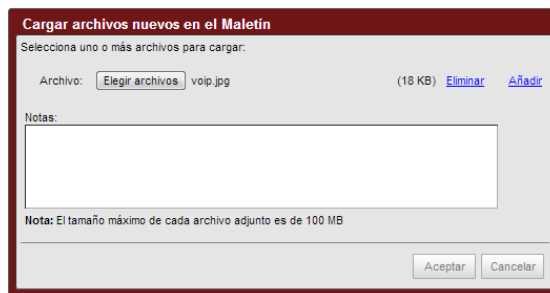 Cargar archivos nuevos en el Maletín
Selecciona uno o más archivos para cargar:
Archivo: Elegir archivos voip.jpg (18 KB) Eliminar Añadir
Notas:
Nota: El tamaño máximo de cada archivo adjunto es de 100 MB
Aceptar Cancelar